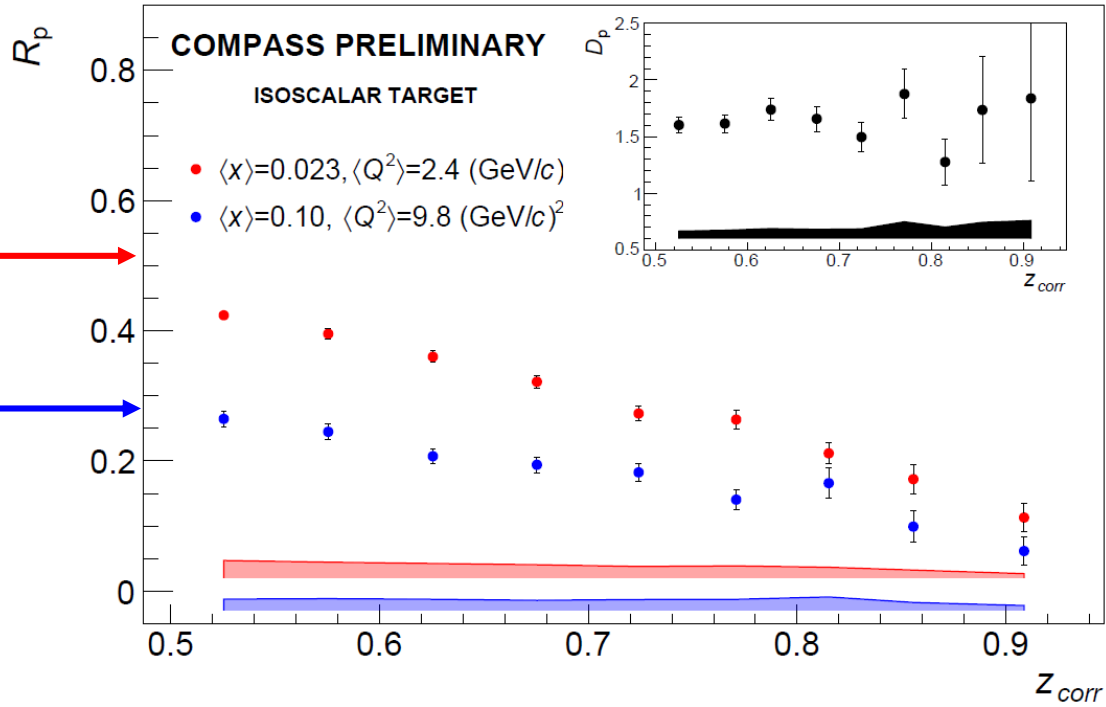 R_p
0.8
0.6
0.4
0.2
0
COMPASS PRELIMINARY
ISOSCALAR TARGET
⟨x⟩=0.023, ⟨Q²⟩=2.4 (GeV/c)
⟨x⟩=0.10, ⟨Q²⟩=9.8 (GeV/c)²
D_p
2.5
2
1.5
1
0.5
0.5 0.6 0.7 0.8 0.9
z_corr
0.5 0.6 0.7 0.8 0.9
z_corr